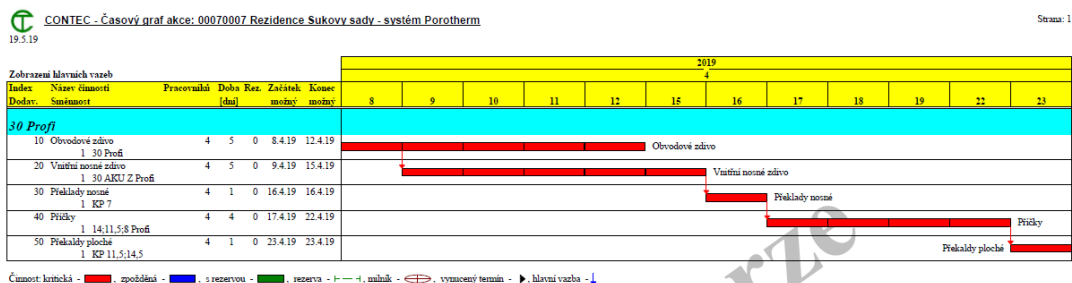 CONTEC - Časový graf akce: 00070007 Rezidence Sukovy sady - systém Porotherm Strana: 1
19.5.19
2019
Zobrazení hlavních vazeb 4
Index Název činnosti Pracovníků Doba Rez. Začátek Konec
Dodav. Směnnost [dní] možný možný 8 9 10 11 12 15 16 17 18 19 22 23
30 Profi
10 Obvodové zdivo 4 5 0 8.4.19 12.4.19 Obvodové zdivo
1 30 Profi
20 Vnitřní nosné zdivo 4 5 0 9.4.19 15.4.19 Vnitřní nosné zdivo
1 30 AKU Z Profi
30 Překlady nosné 4 1 0 16.4.19 16.4.19 Překlady nosné
1 KP 7
40 Příčky 4 4 0 17.4.19 22.4.19 Příčky
1 14;11,5;8 Profi
50 Překaldy ploché 4 1 0 23.4.19 23.4.19 Překaldy ploché
1 KP 11,5;14,5
rze
Činnost: kritická - , zpožděná - , s rezervou - , rezerva - , milník - , vynucený termín - , hlavní vazba -